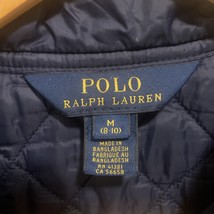 POLO
RALPH LAUREN
M
(8-10)
MADE IN
BANGLADESH
FABRIQUÉ AU
BANGLADESH
RN 41381
CA 56658